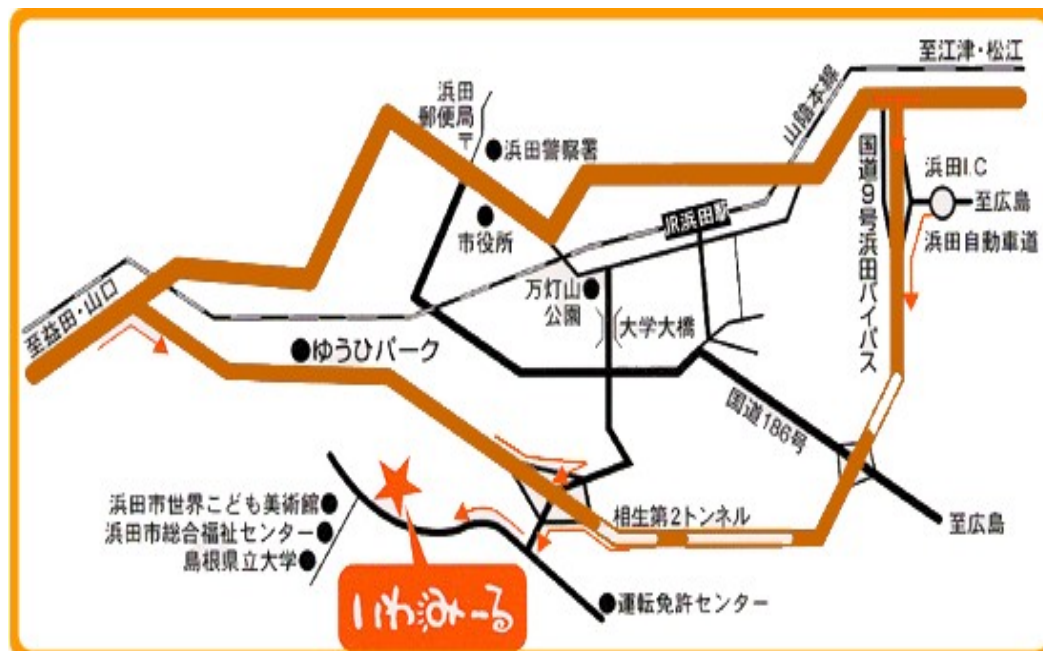 至江津・松江
浜田
郵便局
〒
浜田警察署
山陰本線
国道9号浜田バイパス
浜田I.C
至広島
浜田自動車道
JR浜田駅
市役所
万灯山
公園
大学大橋
至益田・山口
ゆうひパーク
国道186号
浜田市世界こども美術館
浜田市総合福祉センター
島根県立大学
相生第2トンネル
至広島
いわみーる
運転免許センター